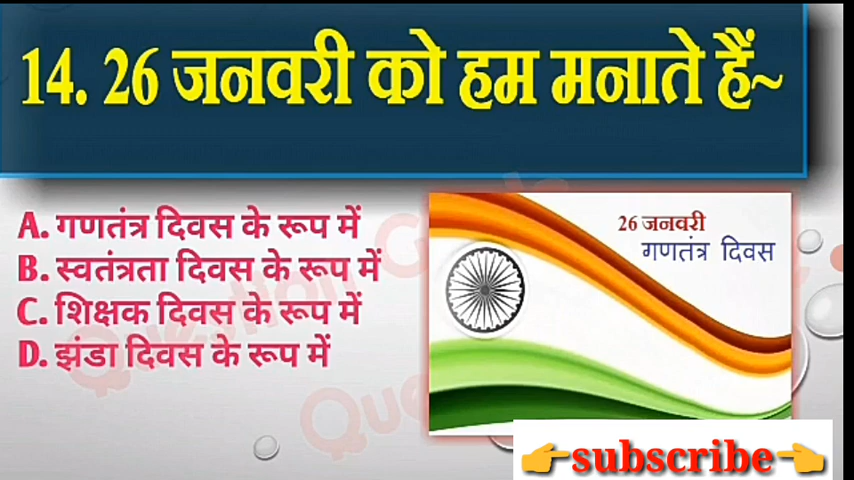 14. 26 जनवरी को हम मनाते हैं~
A. गणतंत्र दिवस के रूप में
B. स्वतंत्रता दिवस के रूप में
C. शिक्षक दिवस के रूप में
D. झंडा दिवस के रूप में
26 जनवरी
गणतंत्र दिवस
👉subscribe👈